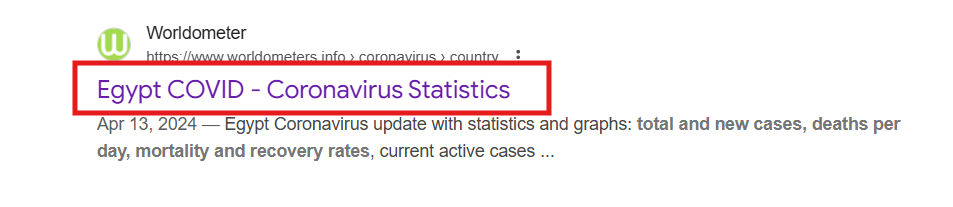 Worldometer
https://www.worldometers.info › coronavirus › country
Egypt COVID - Coronavirus Statistics
Apr 13, 2024 — Egypt Coronavirus update with statistics and graphs: total and new cases, deaths per
day, mortality and recovery rates, current active cases ...